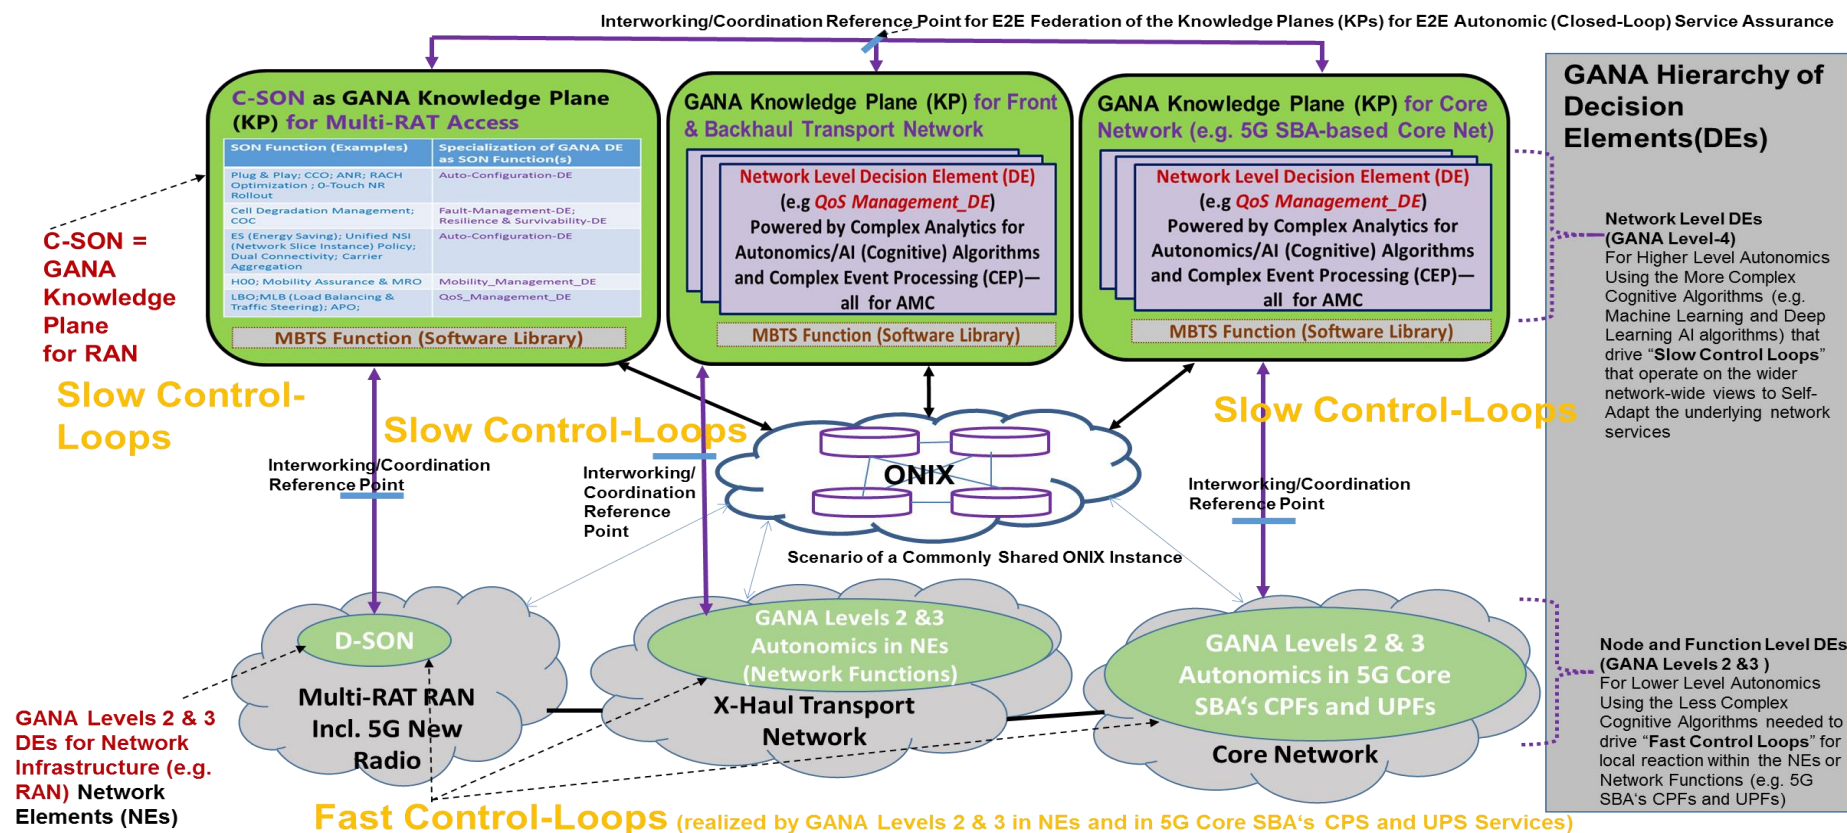 Interworking/Coordination Reference Point for E2E Federation of the Knowledge Planes (KPs) for E2E Autonomic (Closed-Loop) Service Assurance
C-SON as GANA Knowledge Plane
(KP) for Multi-RAT Access
SON Function (Examples)
Specialization of GANA DE
as SON Function(s)
Plug & Play; CCO; ANR; RACH
Optimization ; 0-Touch NR
Rollout
Auto-Configuration-DE
Cell Degradation Management;
COC
Fault-Management-DE;
Resilience & Survivability-DE
ES (Energy Saving); Unified NSI
(Network Slice Instance) Policy;
Dual Connectivity; Carrier
Aggregation
Auto-Configuration-DE
H00; Mobility Assurance & MRO
Mobility_Management_DE
LBO;MLB (Load Balancing &
Traffic Steering); APO;
QoS_Management_DE
MBTS Function (Software Library)
GANA Knowledge Plane (KP) for Front
& Backhaul Transport Network
Network Level Decision Element (DE)
(e.g QoS Management_DE)
Powered by Complex Analytics for
Autonomics/AI (Cognitive) Algorithms
and Complex Event Processing (CEP)—
all for AMC
MBTS Function (Software Library)
GANA Knowledge Plane (KP) for Core
Network (e.g. 5G SBA-based Core Net)
Network Level Decision Element (DE)
(e.g QoS Management_DE)
Powered by Complex Analytics for
Autonomics/AI (Cognitive) Algorithms
and Complex Event Processing (CEP)—
all for AMC
MBTS Function (Software Library)
GANA Hierarchy of
Decision
Elements(DEs)
Network Level DEs
(GANA Level-4)
For Higher Level Autonomics
Using the More Complex
Cognitive Algorithms (e.g.
Machine Learning and Deep
Learning AI algorithms) that
drive “Slow Control Loops”
that operate on the wider
network-wide views to Self-
Adapt the underlying network
services
C-SON =
GANA
Knowledge
Plane
for RAN
Slow Control-
Loops
Slow Control-Loops
Slow Control-Loops
Interworking/Coordination
Reference Point
Interworking/
Coordination
Reference
Point
ONIX
Interworking/Coordination
Reference Point
Scenario of a Commonly Shared ONIX Instance
D-SON
Multi-RAT RAN
Incl. 5G New
Radio
GANA Levels 2 &3
Autonomics in NEs
(Network Functions)
X-Haul Transport
Network
GANA Levels 2 & 3
Autonomics in 5G Core
SBA‘s CPFs and UPFs
Core Network
Node and Function Level DEs
(GANA Levels 2 &3 )
For Lower Level Autonomics
Using the Less Complex
Cognitive Algorithms needed to
drive “Fast Control Loops” for
local reaction within the NEs or
Network Functions (e.g. 5G
SBA‘s CPFs and UPFs)
GANA Levels 2 & 3
DEs for Network
Infrastructure (e.g.
RAN) Network
Elements (NEs)
Fast Control-Loops (realized by GANA Levels 2 & 3 in NEs and in 5G Core SBA‘s CPS and UPS Services)